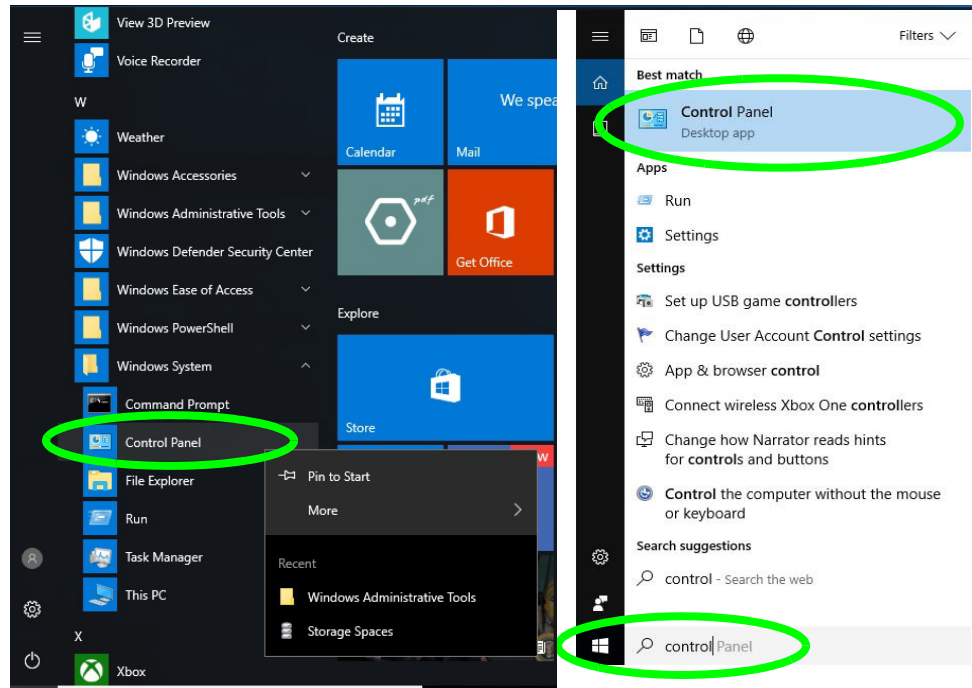 View 3D Preview
Voice Recorder
W
Weather
Windows Accessories
Windows Administrative Tools
Windows Defender Security Center
Windows Ease of Access
Windows PowerShell
Windows System
Command Prompt
Control Panel
File Explorer
Run
Task Manager
This PC
X
Xbox
Create
We spea
Calendar
Mail
pdf
Get Office
Explore
Store
W
Pin to Start
More
Recent
Windows Administrative Tools
Storage Spaces
Filters
Best match
Control Panel
Desktop app
Apps
Run
Settings
Settings
Set up USB game controllers
Change User Account Control settings
App & browser control
Connect wireless Xbox One controllers
Change how Narrator reads hints
for controls and buttons
Control the computer without the mouse
or keyboard
Search suggestions
control - Search the web
control Panel